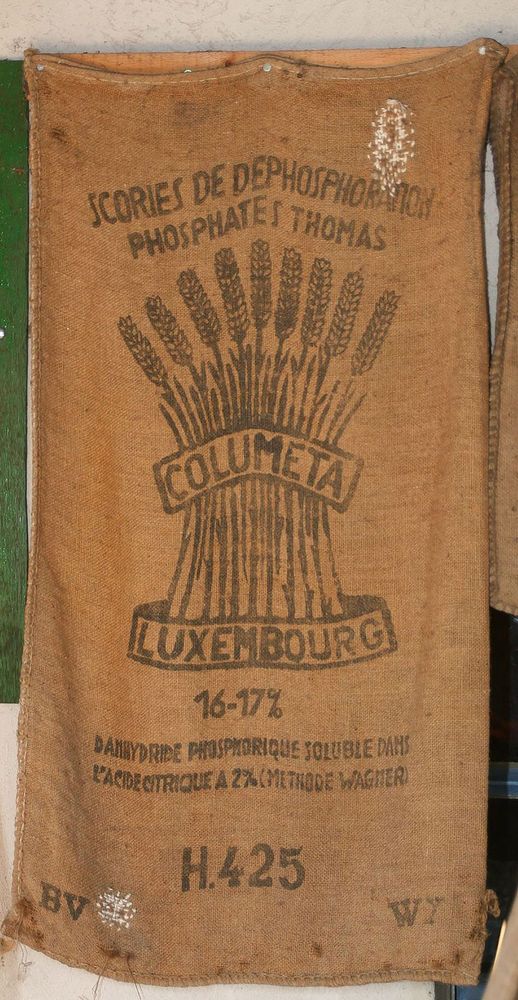 SCORIES DE DEPHOSPHORATION
PHOSPHATES THOMAS
COLUMETA
LUXEMBOURG
16-17%
D'ANHYDRIDE PHOSPHORIQUE SOLUBLE DANS
L'ACIDE CITRIQUE A 2% (METHODE WAGNER)
H.425
BV WY